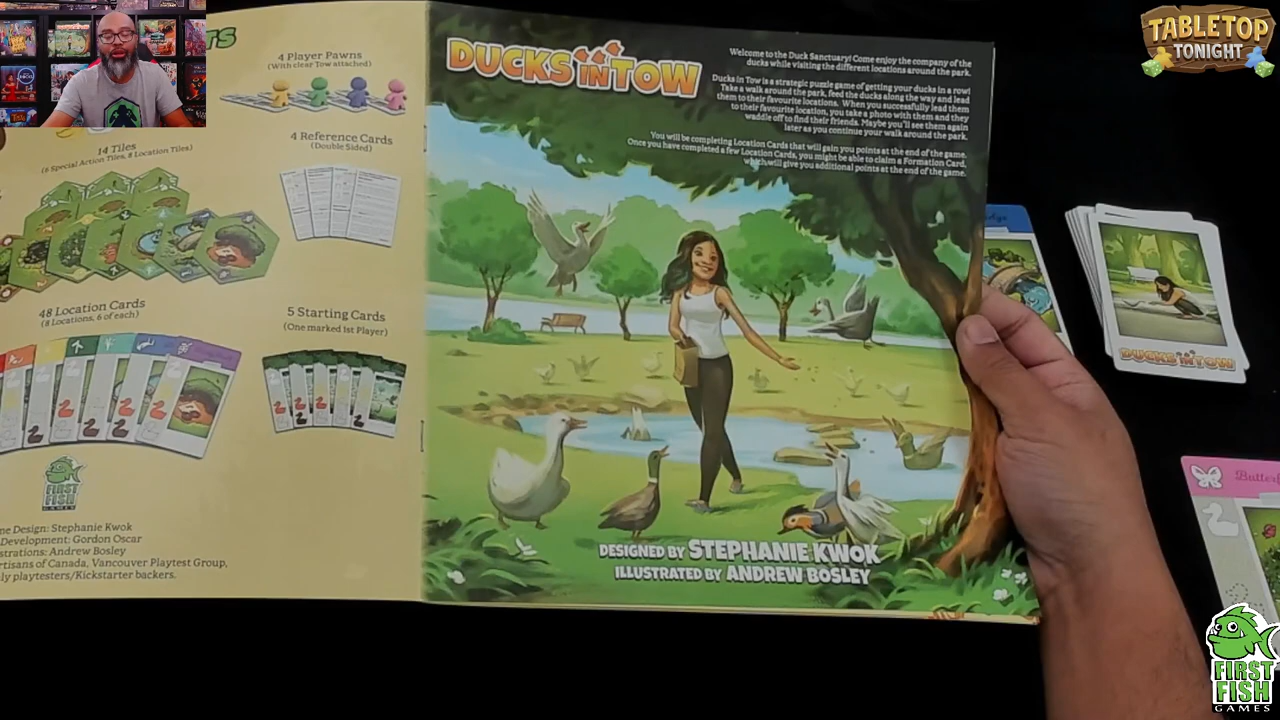 TABLETOP
TONIGHT
TS
4 Player Pawns
(With clear Tow attached)
14 Tiles
(6 Special Action Tiles, 8 Location Tiles)
4 Reference Cards
(Double Sided)
48 Location Cards
(8 Locations, 6 of each)
5 Starting Cards
(One marked 1st Player)
FIRST
FISH
GAMES
me Design: Stephanie Kwok
Development: Gordon Oscar
strations: Andrew Bosley
rtisans of Canada, Vancouver Playtest Group,
ly playtesters/Kickstarter backers.
DUCKS IN TOW
Welcome to the Duck Sanctuary! Come enjoy the company of the
ducks while visiting the different locations around the park.
Ducks in Tow is a strategic puzzle game of getting your ducks in a row!
Take a walk around the park, feed the ducks along the way and lead
them to their favourite locations. When you successfully lead them
to their favourite location, you take a photo with them and they
waddle off to find their friends. Maybe you'll see them again
later as you continue your walk around the park.
You will be completing Location Cards that will gain you points at the end of the game.
Once you have completed a few Location Cards, you might be able to claim a Formation Card,
which will give you additional points at the end of the game.
DESIGNED BY STEPHANIE KWOK
ILLUSTRATED BY ANDREW BOSLEY
DUCKS IN TOW
Butterf
FIRST
FISH
GAMES